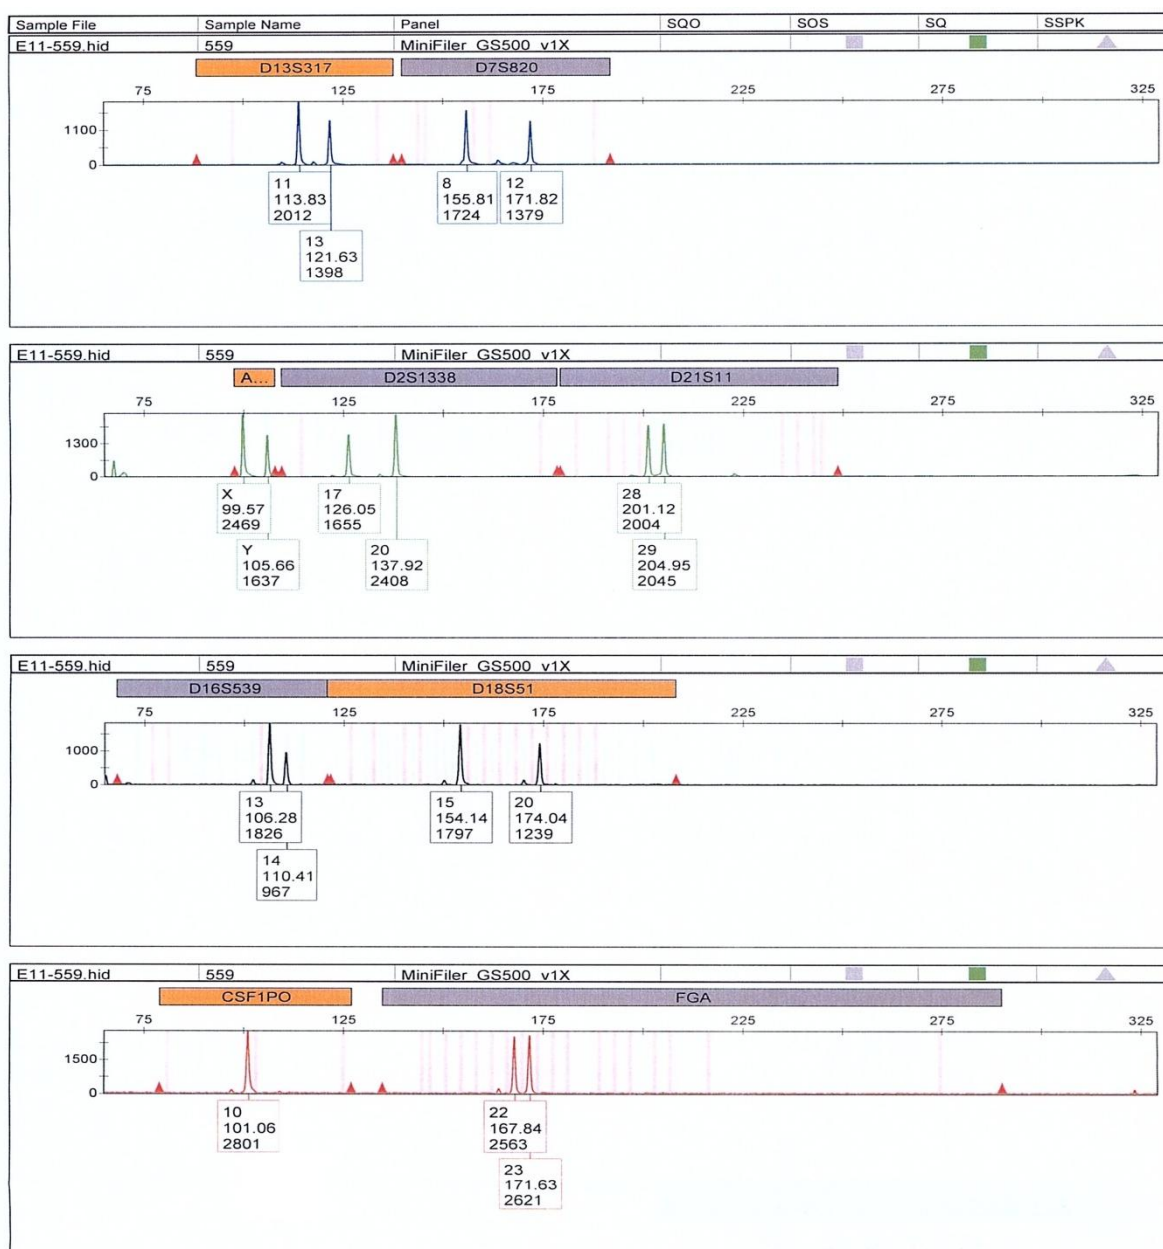 Sample File Sample Name Panel SQO SOS SQ SSPK
E11-559.hid 559 MiniFiler_GS500_v1X
D13S317 D7S820
75 125 175 225 275 325
1100
0
11 8 12
113.83 155.81 171.82
2012 1724 1379
13
121.63
1398
E11-559.hid 559 MiniFiler_GS500_v1X
A... D2S1338 D21S11
75 125 175 225 275 325
1300
0
X 17 28
99.57 126.05 201.12
2469 1655 2004
Y 20 29
105.66 137.92 204.95
1637 2408 2045
E11-559.hid 559 MiniFiler_GS500_v1X
D16S539 D18S51
75 125 175 225 275 325
1000
0
13 15 20
106.28 154.14 174.04
1826 1797 1239
14
110.41
967
E11-559.hid 559 MiniFiler_GS500_v1X
CSF1PO FGA
75 125 175 225 275 325
1500
0
10 22
101.06 167.84
2801 2563
23
171.63
2621